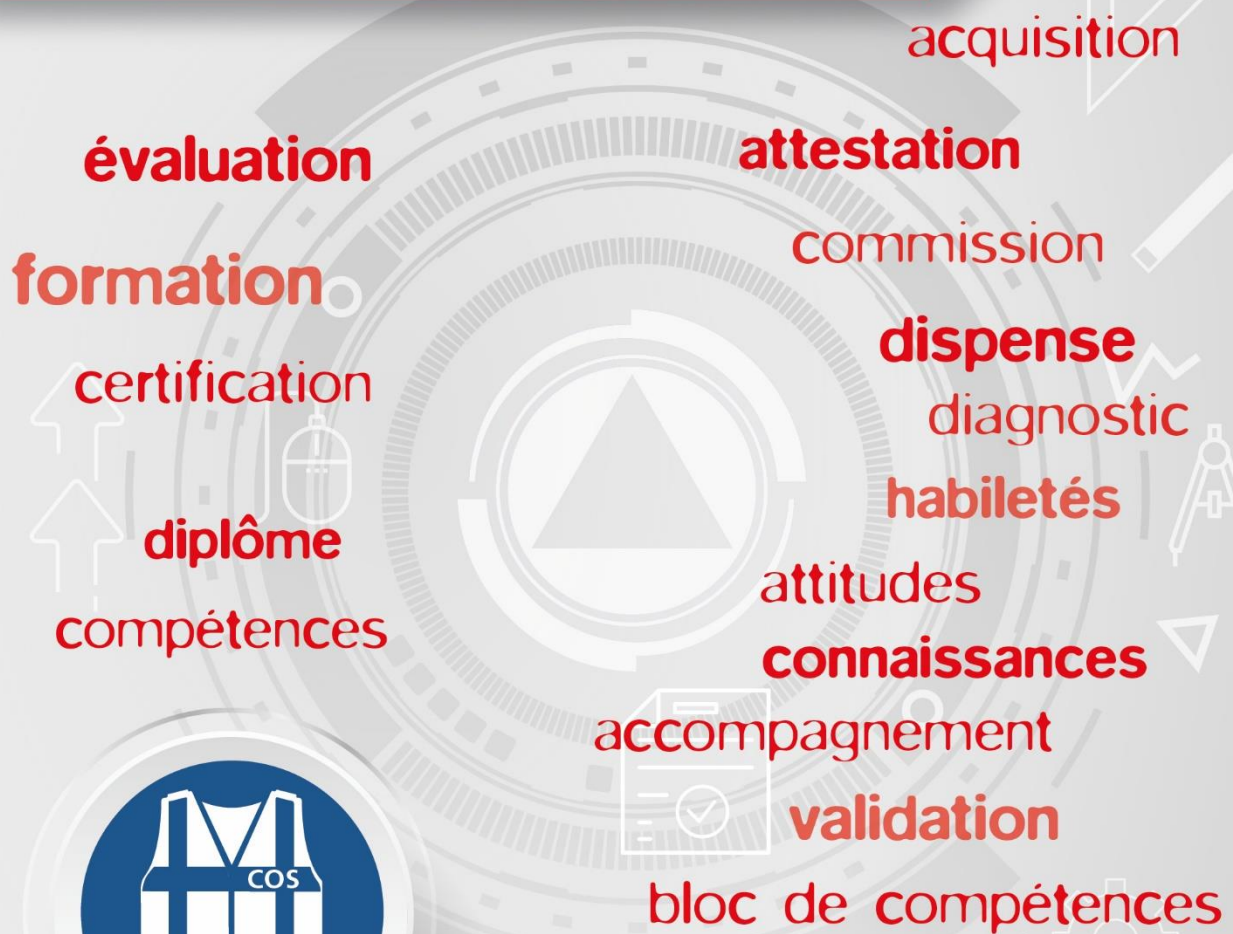 acquisition
évaluation
attestation
formation
commission
dispense
certification
diagnostic
habiletés
diplôme
attitudes
compétences
connaissances
accompagnement
validation
COS
bloc de compétences